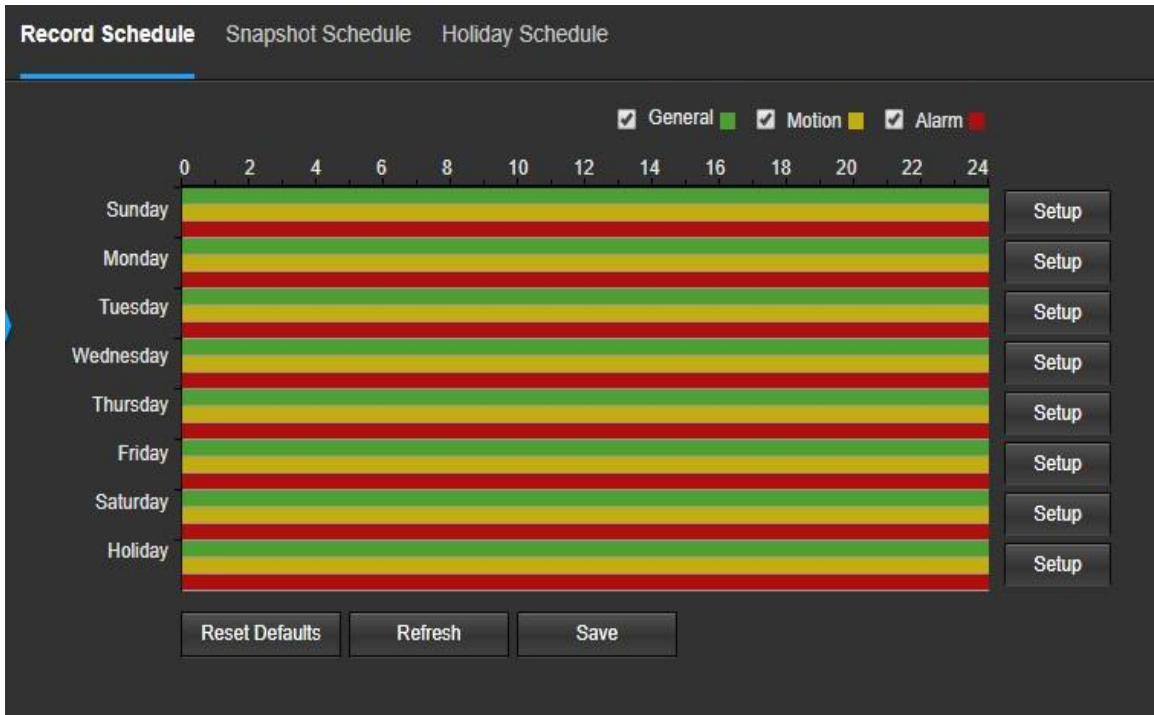 Record Schedule Snapshot Schedule Holiday Schedule
General Motion Alarm
0 2 4 6 8 10 12 14 16 18 20 22 24
Sunday Setup
Monday Setup
Tuesday Setup
Wednesday Setup
Thursday Setup
Friday Setup
Saturday Setup
Holiday Setup
Reset Defaults Refresh Save